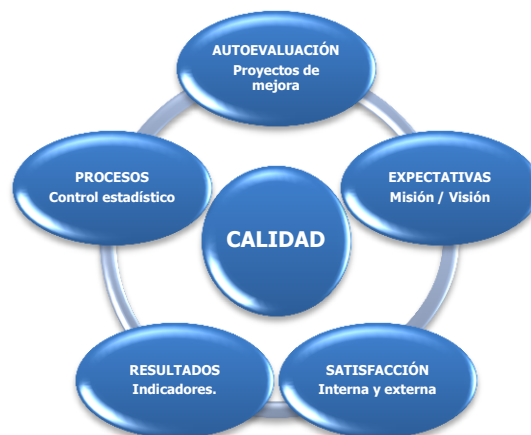 AUTOEVALUACIÓN
Proyectos de
mejora
PROCESOS
Control estadístico
EXPECTATIVAS
Misión / Visión
CALIDAD
RESULTADOS
Indicadores.
SATISFACCIÓN
Interna y externa